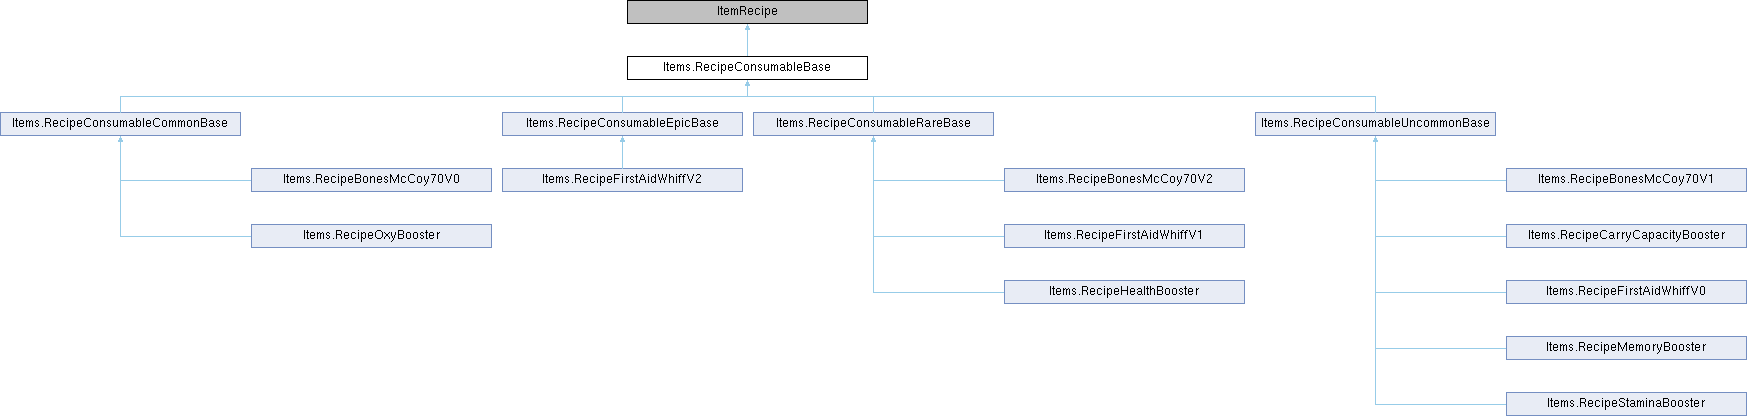 ItemRecipe
Items.RecipeConsumableBase
Items.RecipeConsumableCommonBase
Items.RecipeConsumableEpicBase
Items.RecipeConsumableRareBase
Items.RecipeConsumableUncommonBase
Items.RecipeBonesMcCoy70V0
Items.RecipeFirstAidWhiffV2
Items.RecipeBonesMcCoy70V2
Items.RecipeBonesMcCoy70V1
Items.RecipeOxyBooster
Items.RecipeFirstAidWhiffV1
Items.RecipeCarryCapacityBooster
Items.RecipeHealthBooster
Items.RecipeFirstAidWhiffV0
Items.RecipeMemoryBooster
Items.RecipeStaminaBooster